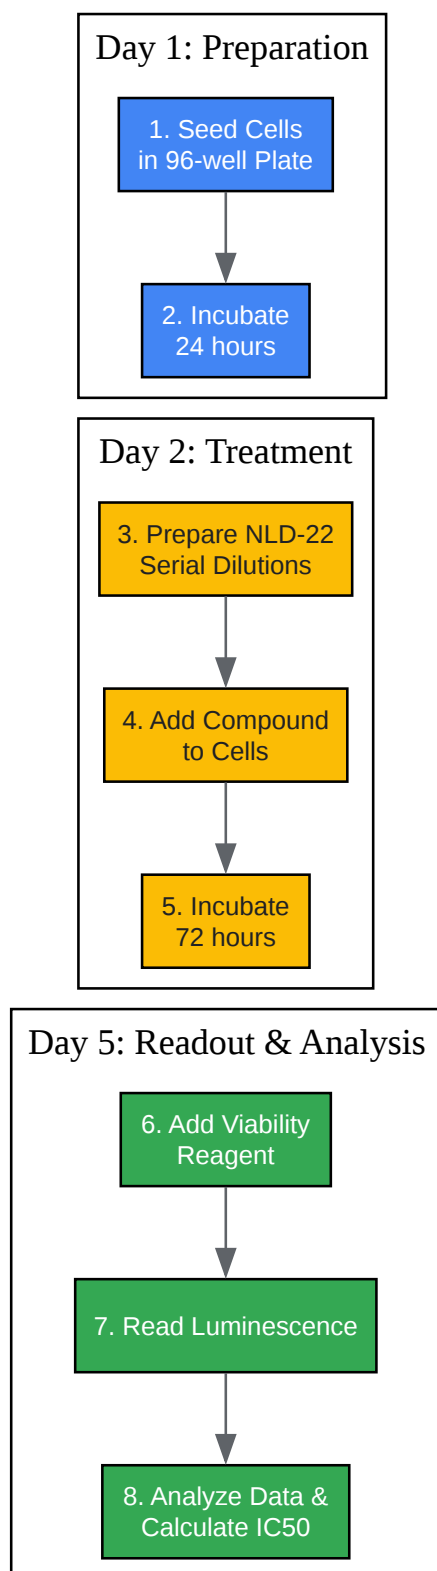 Day 1: Preparation
1. Seed Cells
in 96-well Plate
2. Incubate
24 hours
Day 2: Treatment
3. Prepare NLD-22
Serial Dilutions
4. Add Compound
to Cells
5. Incubate
72 hours
Day 5: Readout & Analysis
6. Add Viability
Reagent
7. Read Luminescence
8. Analyze Data &
Calculate IC50